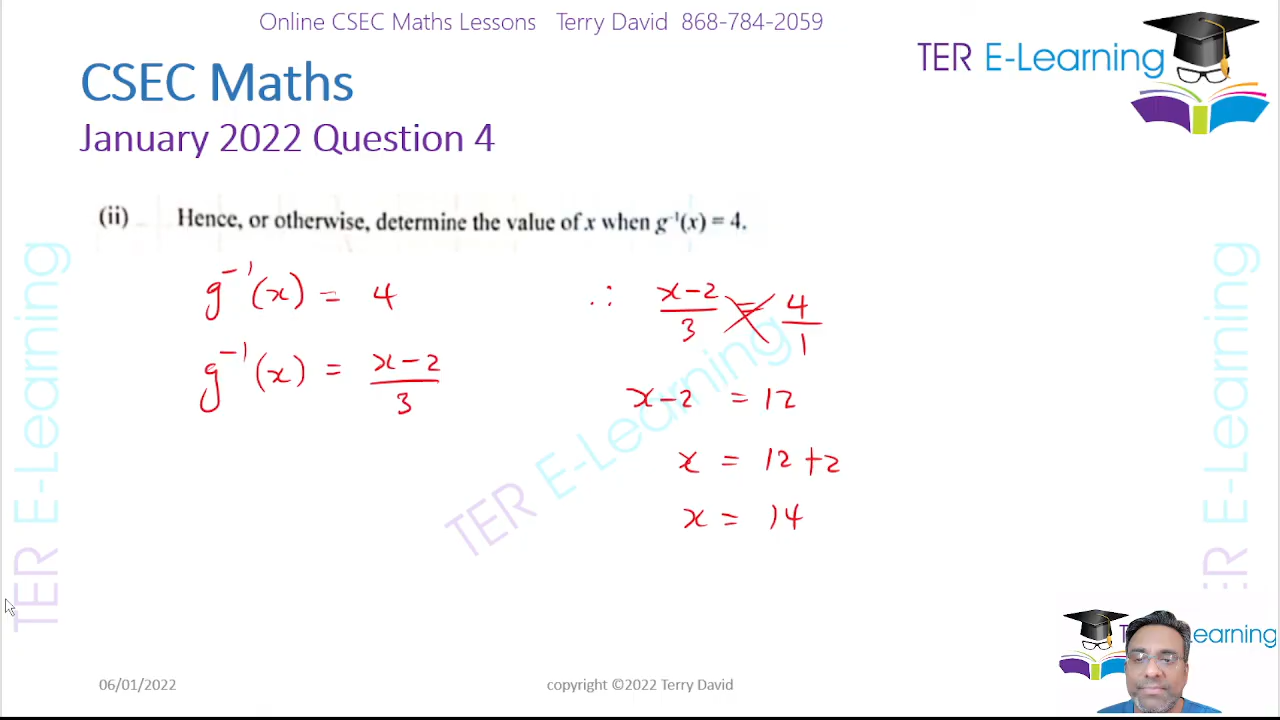 Online CSEC Maths Lessons Terry David 868-784-2059
TER E-Learning
CSEC Maths
January 2022 Question 4
(ii) Hence, or otherwise, determine the value of x when g⁻¹(x) = 4.
g⁻¹(x) = 4
g⁻¹(x) = x-2/3
∴ x-2/3 = 4/1
x-2 = 12
x = 12 +2
x = 14
TER E-Learning
TER E-Learning
ER E-Learning
06/01/2022
copyright ©2022 Terry David